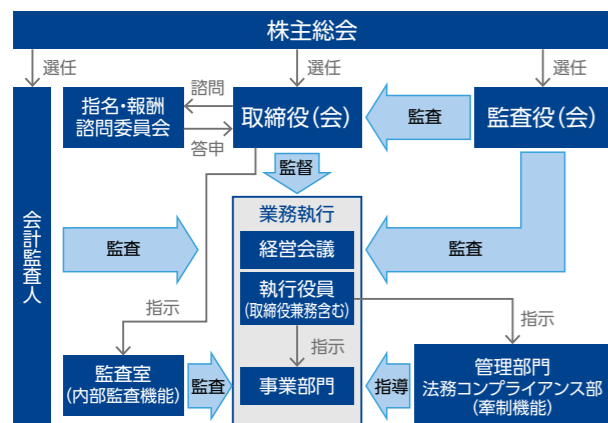 株主総会
選任
選任
選任
指名・報酬
諮問委員会
諮問
答申
取締役(会)
監査
監査役(会)
監督
会計監査人
業務執行
経営会議
監査
監査
執行役員
(取締役兼務含む)
指示
指示
指示
監査室
(内部監査機能)
監査
事業部門
指導
管理部門
法務コンプライアンス部
(牽制機能)